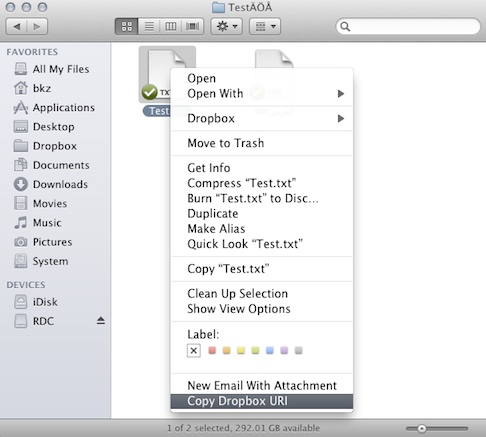 TestÄÖÅ
FAVORITES
All My Files
bkz
Applications
Desktop
Dropbox
Documents
Downloads
Movies
Music
Pictures
System
DEVICES
iDisk
RDC
TXT
Test
Open
Open With
Dropbox
Move to Trash
Get Info
Compress “Test.txt”
Burn “Test.txt” to Disc...
Duplicate
Make Alias
Quick Look “Test.txt”
Copy “Test.txt”
Clean Up Selection
Show View Options
Label:
New Email With Attachment
Copy Dropbox URI
1 of 2 selected, 292.01 GB available